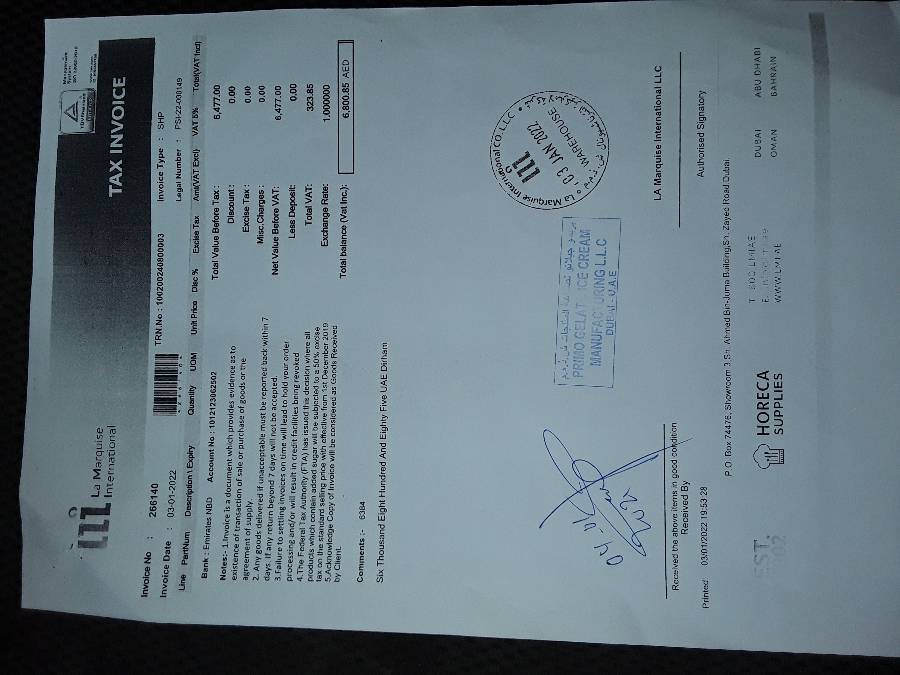 La Marquise
International
TAX INVOICE
Invoice No : 266140
TRN.No : 100200240800003
Invoice Type : SHP
Invoice Date : 03-01-2022
Legal Number : PSI-22-000149
Line PartNum Description \ Expiry Quantity UOM Unit Price Disc % Excise Tax Amt(VAT Excl) VAT 5% Total(VAT Incl)
Bank : Emirates NBD Account No : 1012123062502
Notes:- 1.Invoice is a document which provides evidence as to
existence of transaction of sale or purchase of goods or the
agreement of supply.
2. Any goods delivered if unacceptable must be reported back within 7
days. If any return beyond 7 days will not be accepted.
3.Failure to settling invoices on time will lead to hold your order
processing and/or will result in credit facilities being revoked
4.The Federal Tax Authority (FTA) has issued this decision where all
products which contain added sugar will be subjected to a 50% excise
tax on the standard selling price with effective from 1st December 2019
5.Acknowledge Copy of Invoice will be considered as Goods Received
by Client.
Total Value Before Tax : 6,477.00
Discount : 0.00
Excise Tax : 0.00
Misc.Charges : 0.00
Net Value Before VAT: 6,477.00
Less Deposit: 0.00
Total VAT: 323.85
Exchange Rate: 1.000000
Total balance (Vat Inc.): 6,800.85 AED
Comments :- 6384
Six Thousand Eight Hundred And Eighty Five UAE Dirham
La Marquise International CO. L.L.C
03 JAN 2022
WAREHOUSE
PRIMO GELAT ICE CREAM
MANUFACTURING L.L.C
DUBAI - U.A.E
LA Marquise International LLC
Received the above items in good condition
Received By
Authorised Signatory
Printed: 03/01/2022 19:53:28
P.O. Box 74476, Showroom 3,Sh. Ahmed Bin-Juma Building,Sh. Zayed Road Dubai.
HORECA
SUPPLIES
WWW.LMI.AE
DUBAI ABU DHABI
OMAN BAHRAIN